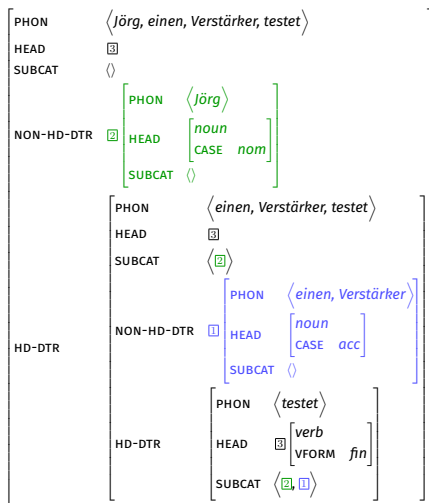 PHON ⟨Jörg, einen, Verstärker, testet⟩
HEAD 3
SUBCAT ⟨⟩
NON-HD-DTR 2
PHON ⟨Jörg⟩
HEAD noun
CASE nom
SUBCAT ⟨⟩
HD-DTR
PHON ⟨einen, Verstärker, testet⟩
HEAD 3
SUBCAT ⟨2⟩
NON-HD-DTR 1
PHON ⟨einen, Verstärker⟩
HEAD noun
CASE acc
SUBCAT ⟨⟩
HD-DTR
PHON ⟨testet⟩
HEAD 3 verb
VFORM fin
SUBCAT ⟨2, 1⟩